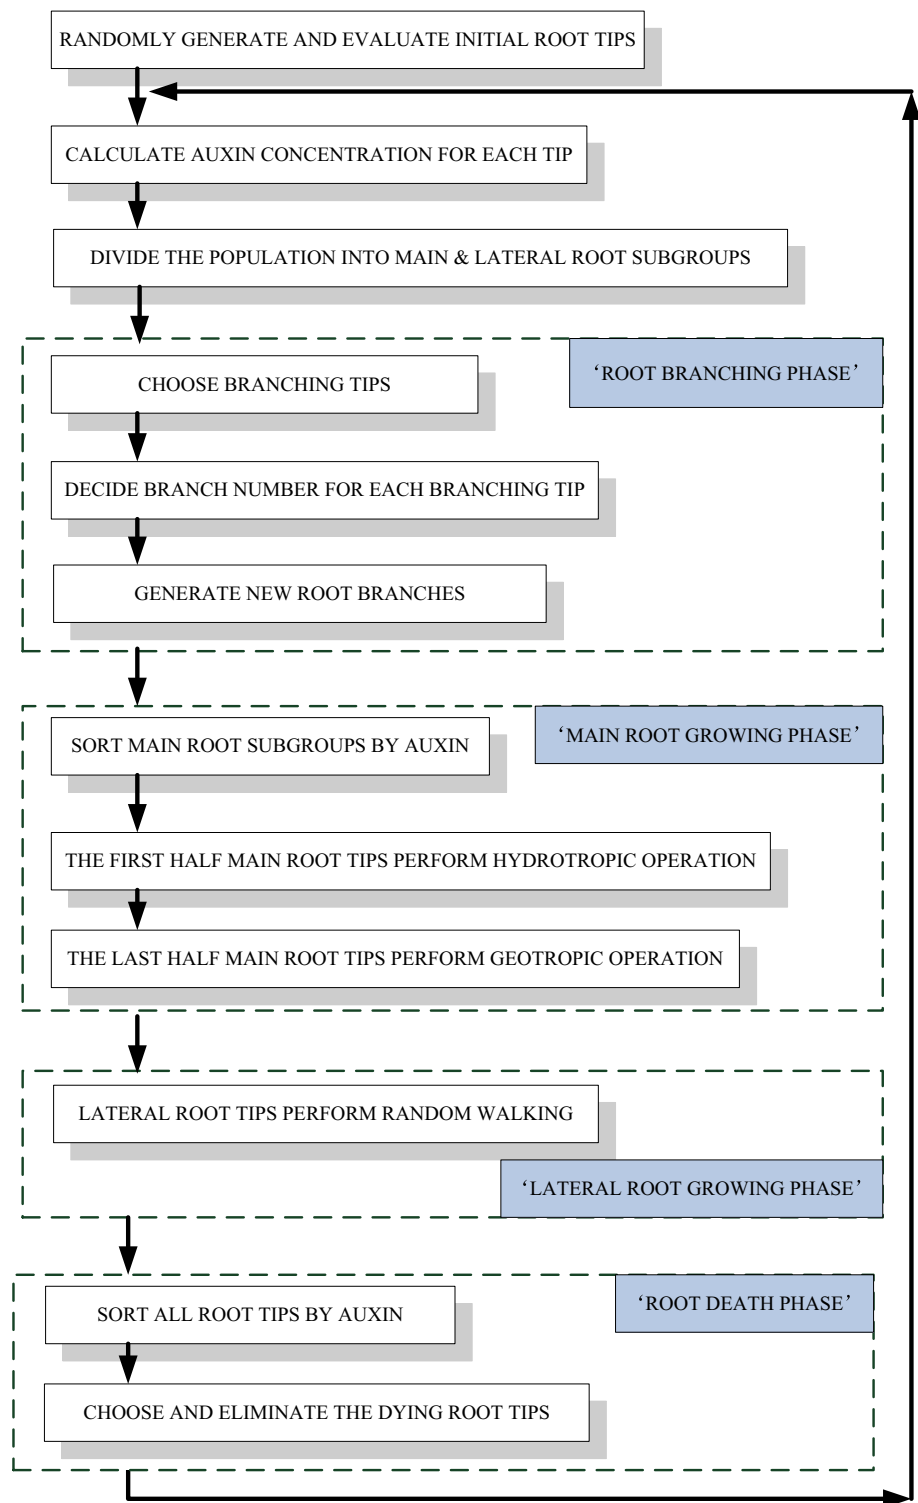 RANDOMLY GENERATE AND EVALUATE INITIAL ROOT TIPS
CALCULATE AUXIN CONCENTRATION FOR EACH TIP
DIVIDE THE POPULATION INTO MAIN & LATERAL ROOT SUBGROUPS
‘ROOT BRANCHING PHASE’
CHOOSE BRANCHING TIPS
DECIDE BRANCH NUMBER FOR EACH BRANCHING TIP
GENERATE NEW ROOT BRANCHES
‘MAIN ROOT GROWING PHASE’
SORT MAIN ROOT SUBGROUPS BY AUXIN
THE FIRST HALF MAIN ROOT TIPS PERFORM HYDROTROPIC OPERATION
THE LAST HALF MAIN ROOT TIPS PERFORM GEOTROPIC OPERATION
LATERAL ROOT TIPS PERFORM RANDOM WALKING
‘LATERAL ROOT GROWING PHASE’
‘ROOT DEATH PHASE’
SORT ALL ROOT TIPS BY AUXIN
CHOOSE AND ELIMINATE THE DYING ROOT TIPS